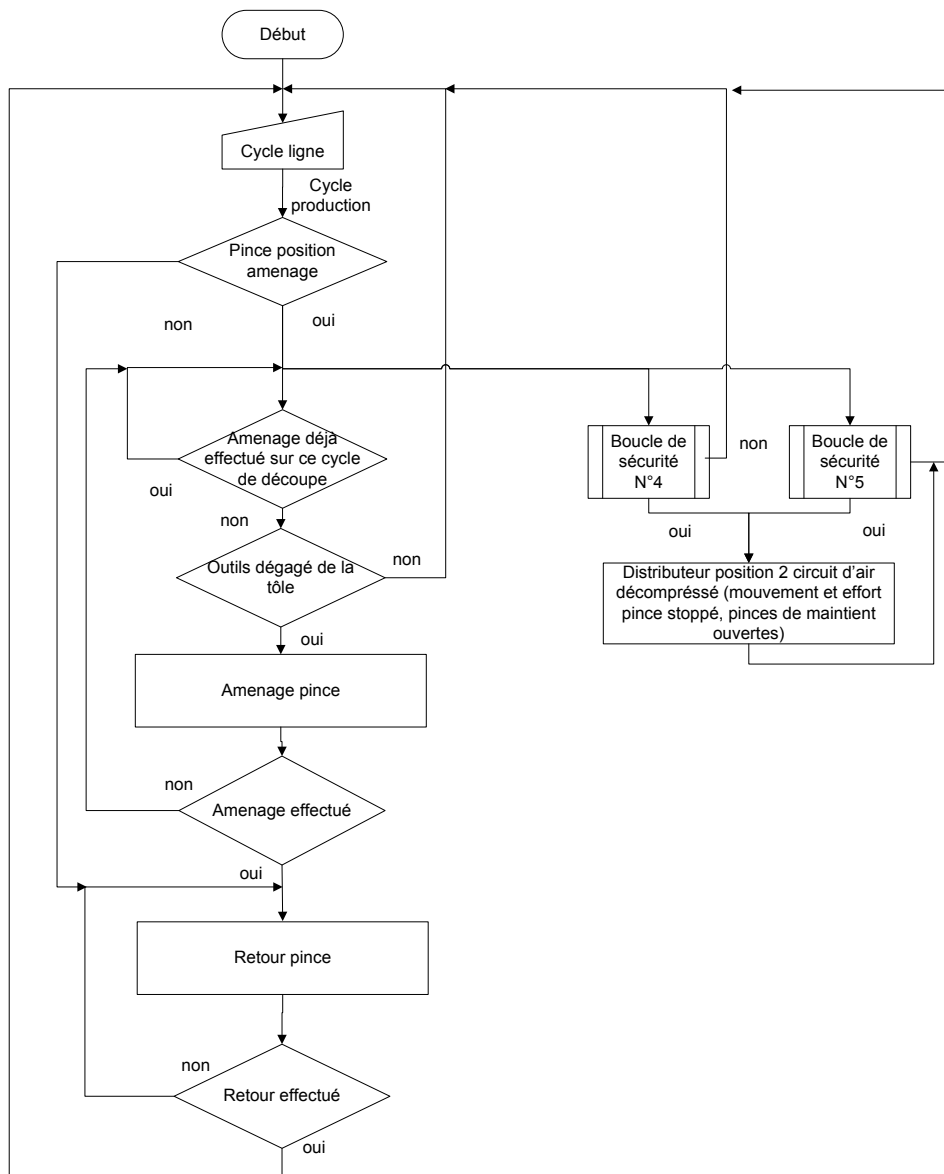 Début
Cycle ligne
Cycle
production
Pince position
amenage
non
oui
Amenage déjà
effectué sur ce cycle
de découpe
oui
non
Boucle de
sécurité
N°4
non
Boucle de
sécurité
N°5
oui
oui
Outils dégagé de la
tôle
non
oui
Distributeur position 2 circuit d'air
décompréssé (mouvement et effort
pince stoppé, pinces de maintient
ouvertes)
Amenage pince
non
Amenage effectué
oui
Retour pince
non
Retour effectué
oui